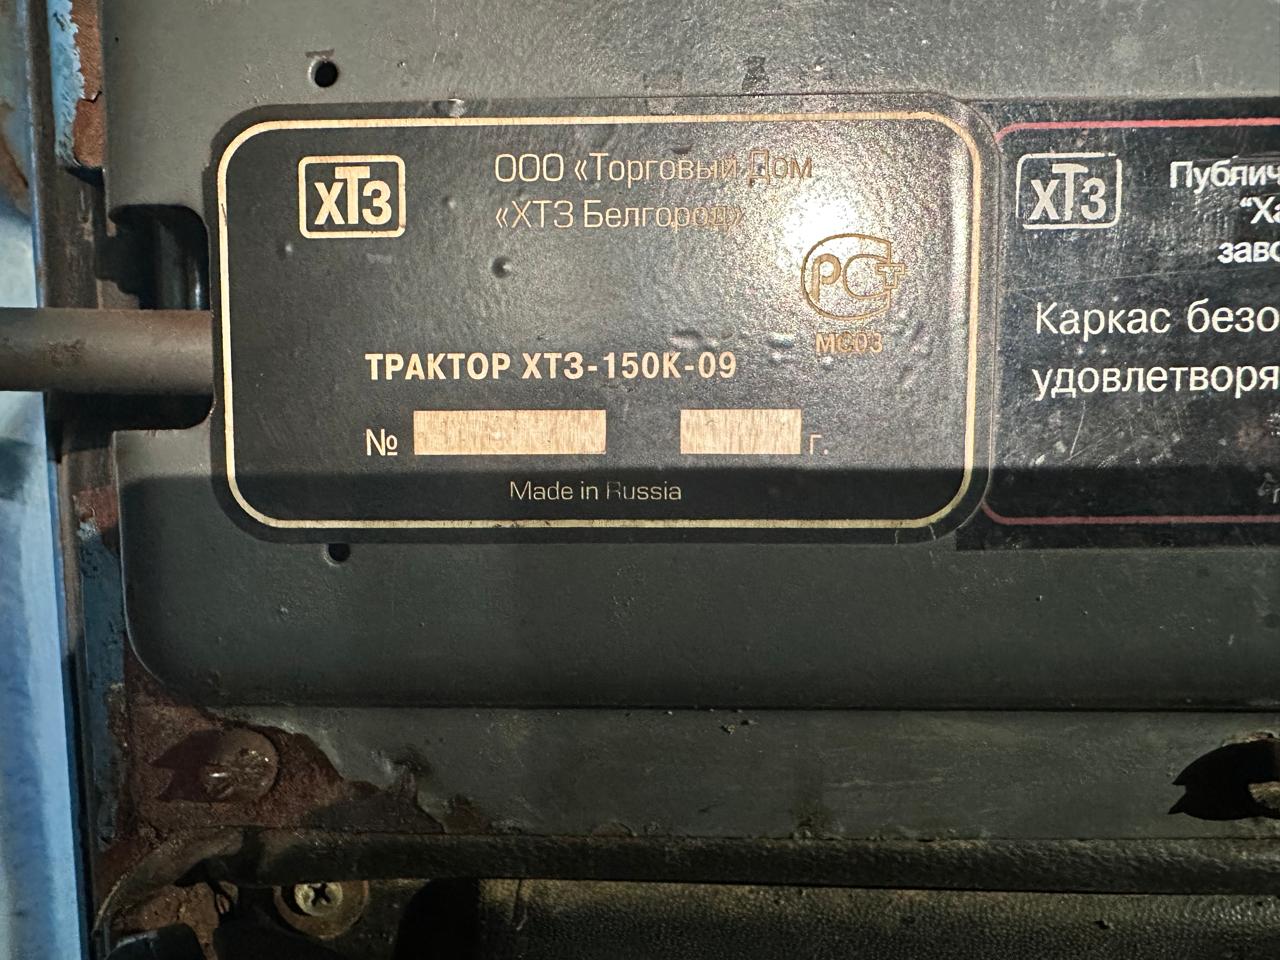 ХТЗ
ООО «Торговый Дом
«ХТЗ Белгород»
РСТ
МС03
ТРАКТОР ХТЗ-150К-09
№ г.
Made in Russia
ХТЗ
Публич
“Х
заво
Каркас безо
удовлетворя